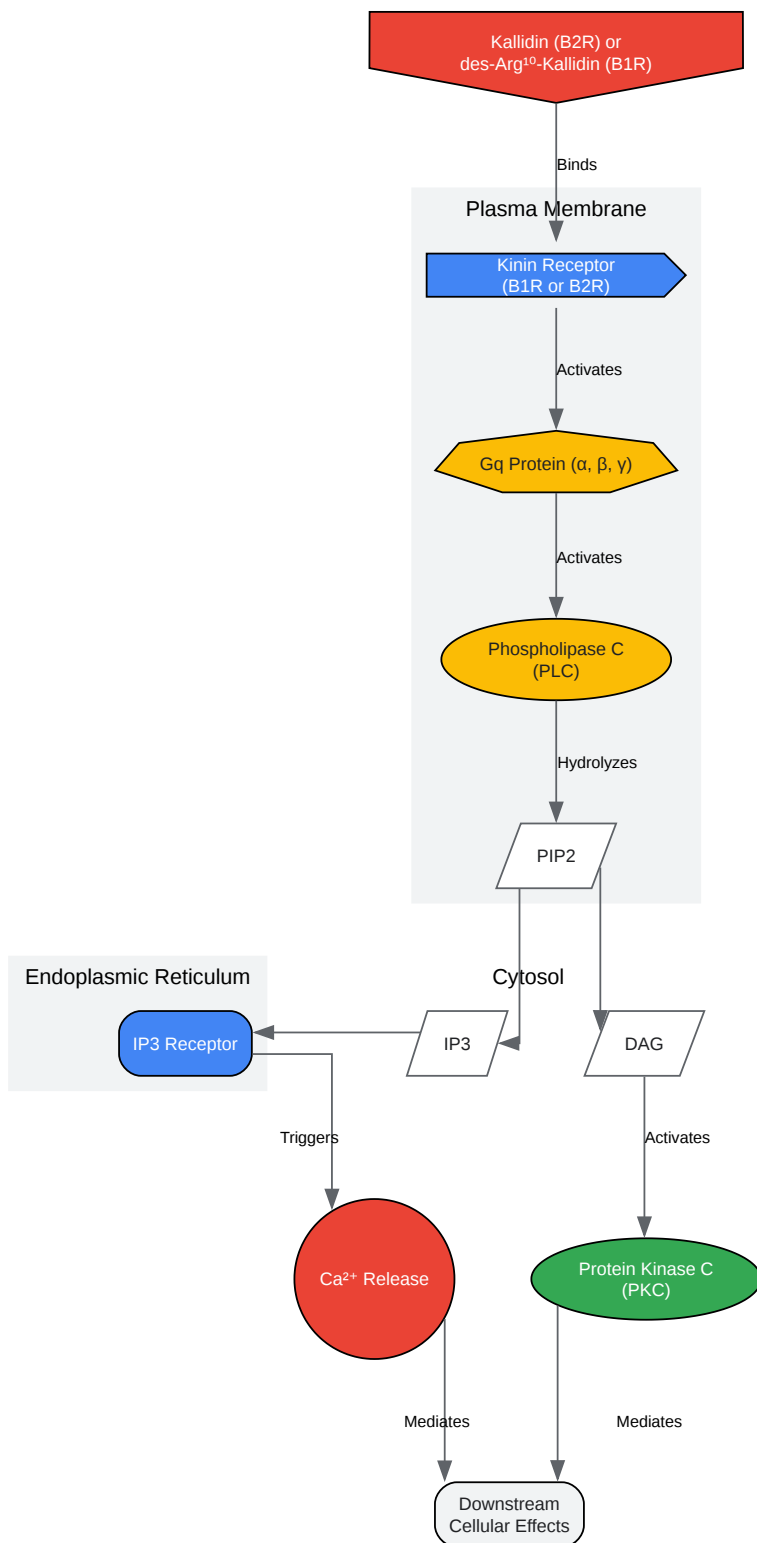 Kallidin (B2R) or
des-Arg¹⁰-Kallidin (B1R)
Binds
Plasma Membrane
Kinin Receptor
(B1R or B2R)
Activates
Gq Protein (α, β, γ)
Activates
Phospholipase C
(PLC)
Hydrolyzes
PIP2
Endoplasmic Reticulum
Cytosol
IP3 Receptor
IP3
DAG
Triggers
Activates
Ca²⁺ Release
Protein Kinase C
(PKC)
Mediates
Mediates
Downstream
Cellular Effects